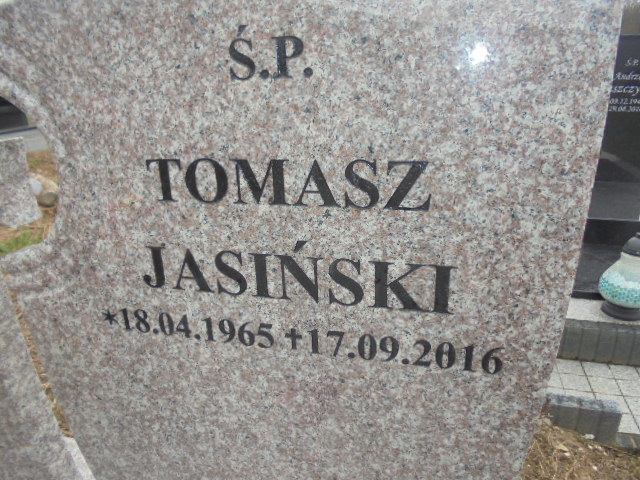 Ś.P.
TOMASZ
JASIŃSKI
*18.04.1965 †17.09.2016
Ś.P.